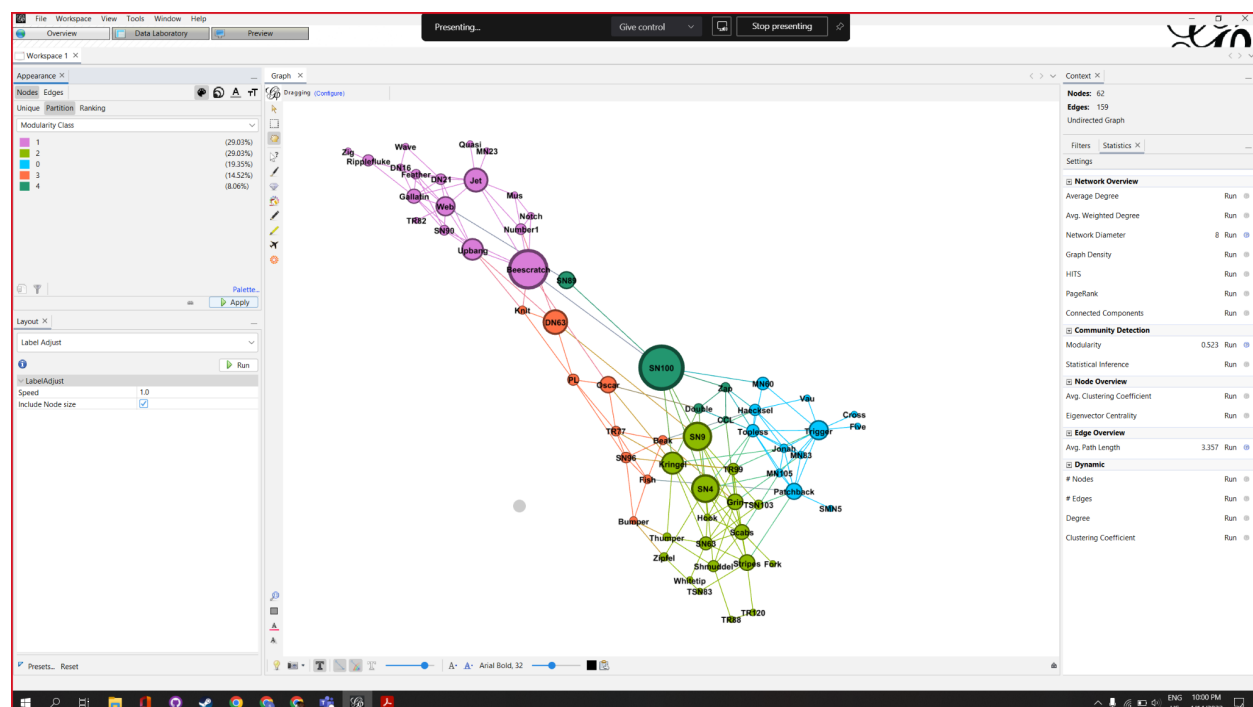 File Workspace View Tools Window Help
Presenting...
Give control
Stop presenting
Overview
Data Laboratory
Preview
Workspace 1 ×
Appearance ×
Nodes Edges
Unique Partition Ranking
Modularity Class
1 (29.03%)
2 (29.03%)
0 (19.35%)
3 (14.52%)
4 (8.06%)
Palette...
Apply
Layout ×
Label Adjust
Run
LabelAdjust
Speed 1.0
Include Node size
Presets... Reset
Graph ×
Dragging (Configure)
Zig
Wave
Quasi
MN23
Ripplefluke
DN16
Feather
DN21
Jet
Gallatin
Web
Mus
TR82
SN90
Notch
Number1
Upbang
Beescratch
SN89
Knit
DN63
SN100
PL
Oscar
Zap
MN60
Vau
Double
Haecksel
CCL
Cross
Five
TR77
Beak
SN9
Topless
Trigger
Jonah
MN83
SN96
Kringel
TR99
MN105
Fish
SN4
Patchback
Grin
TSN103
SMN5
Bumper
Hook
Scabs
Thumper
SN63
Zipfel
Shmuddel
Stripes
Fork
Whitetip
TSN83
TR120
TR88
A- A- Arial Bold, 32
Context ×
Nodes: 62
Edges: 159
Undirected Graph
Filters Statistics ×
Settings
Network Overview
Average Degree Run
Avg. Weighted Degree Run
Network Diameter 8 Run
Graph Density Run
HITS Run
PageRank Run
Connected Components Run
Community Detection
Modularity 0.523 Run
Statistical Inference Run
Node Overview
Avg. Clustering Coefficient Run
Eigenvector Centrality Run
Edge Overview
Avg. Path Length 3.357 Run
Dynamic
# Nodes Run
# Edges Run
Degree Run
Clustering Coefficient Run
ENG 10:00 PM